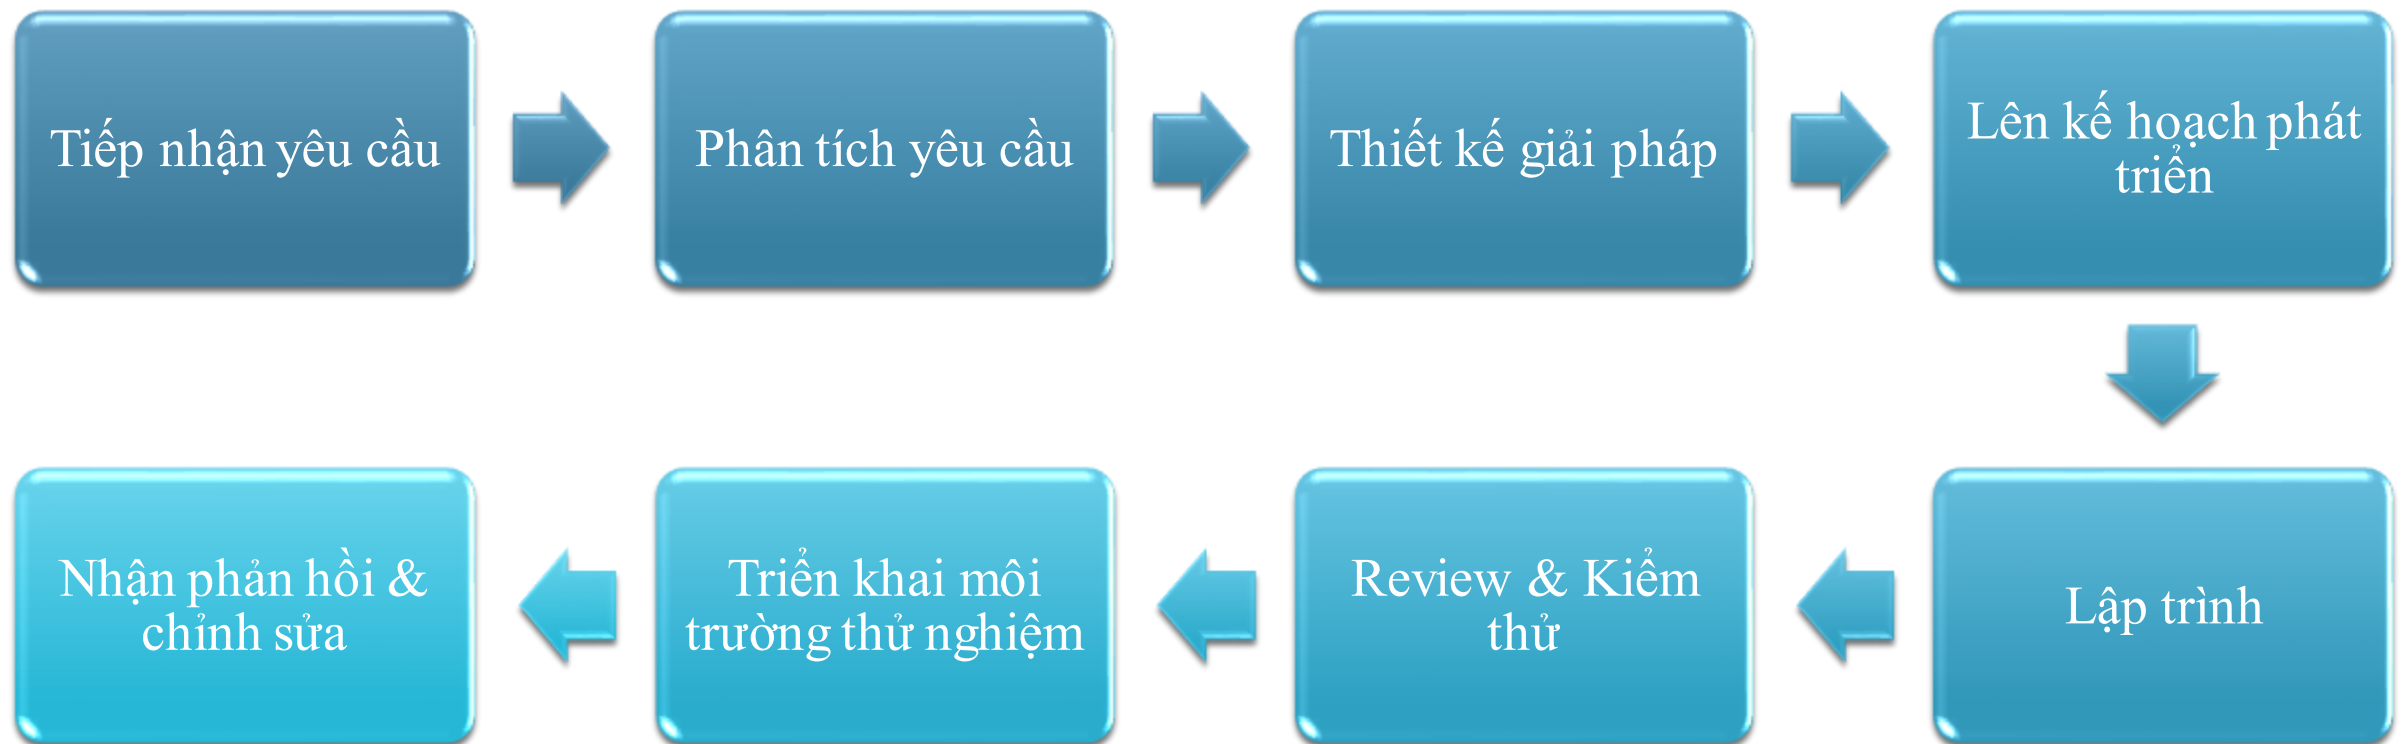 Tiếp nhận yêu cầu
Phân tích yêu cầu
Thiết kế giải pháp
Lên kế hoạch phát
triển
Lập trình
Review & Kiểm
thử
Triển khai môi
trường thử nghiệm
Nhận phản hồi &
chỉnh sửa